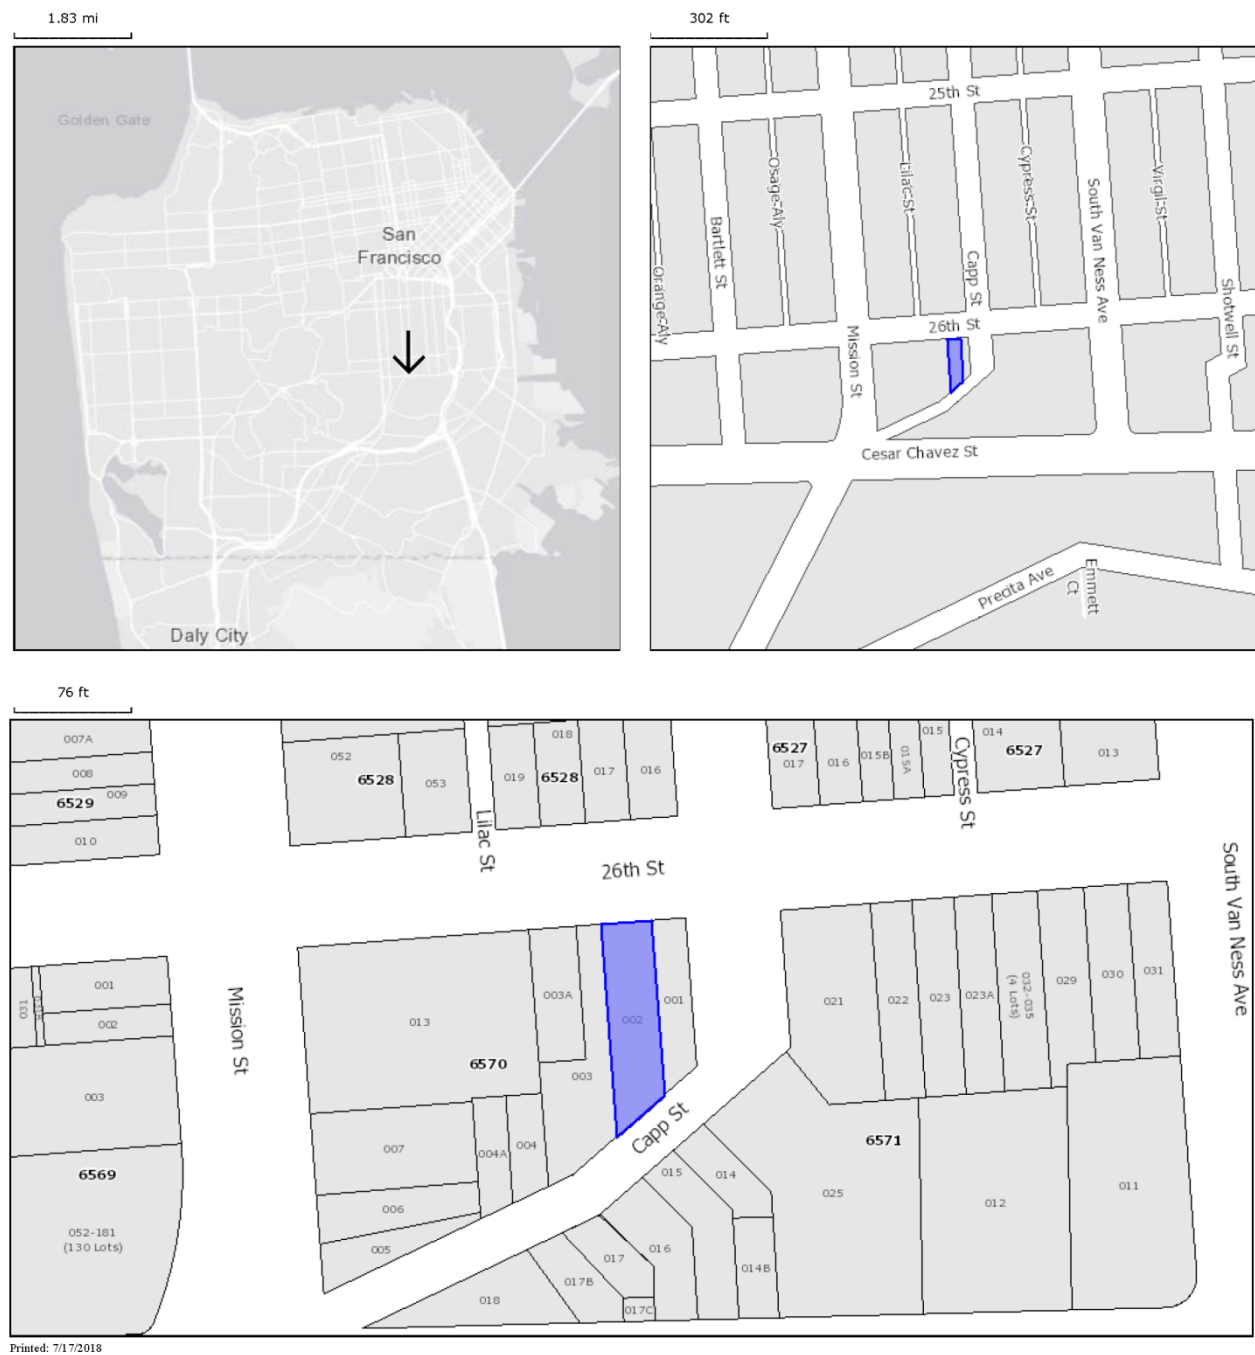 1.83 mi
302 ft
Golden Gate
San
Francisco
Daly City
25th St
Osage Aly
Lilac St
Cypress St
Virgil St
Bartlett St
South Van Ness Ave
Capp St
Orange Aly
Shotwell St
26th St
Mission St
Cesar Chavez St
Precita Ave
Emmett
Ct
76 ft
007A
008
6529
009
010
052
6528
053
019
018
6528
017
016
Lilac St
6527
017
016
015B
015A
015
Cypress St
014
6527
013
26th St
South Van Ness Ave
031
031A
001
002
003
6569
052-181
(130 Lots)
Mission St
013
6570
003A
003
002
001
007
004A
004
006
005
Capp St
021
022
023
023A
032-035
(4 Lots)
029
030
031
6571
015
014
025
012
011
016
017
017B
014B
018
017C
Printed: 7/17/2018